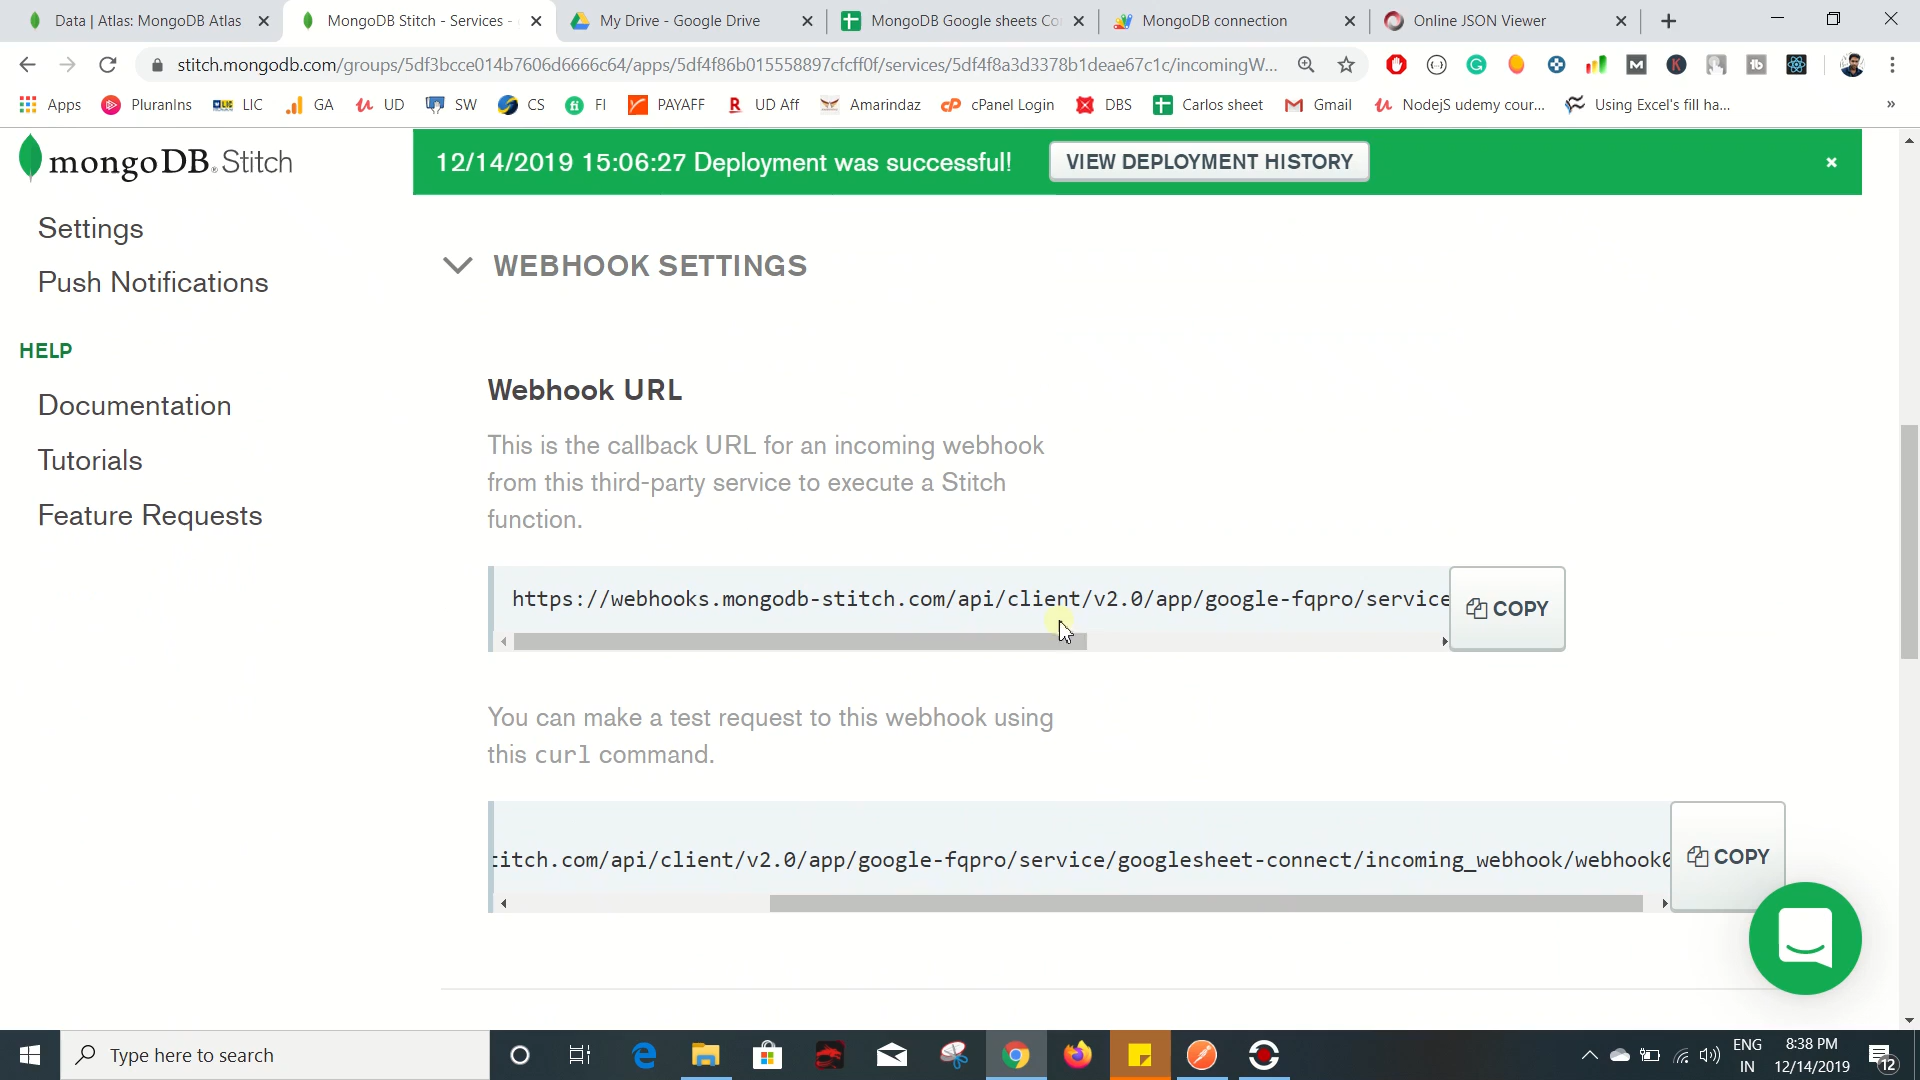 Data | Atlas: MongoDB Atlas
MongoDB Stitch - Services -
My Drive - Google Drive
MongoDB Google sheets Co
MongoDB connection
Online JSON Viewer
stitch.mongodb.com/groups/5df3bcce014b7606d6666c64/apps/5df4f86b015558897cfcff0f/services/5df4f8a3d3378b1deae67c1c/incomingW...
Apps
PluranIns
LIC
GA
UD
SW
CS
FI
PAYAFF
UD Aff
Amarindaz
cPanel Login
DBS
Carlos sheet
Gmail
NodejS udemy cour...
Using Excel's fill ha...
»
mongoDB. Stitch
12/14/2019 15:06:27 Deployment was successful!
VIEW DEPLOYMENT HISTORY
Settings
Push Notifications
HELP
Documentation
Tutorials
Feature Requests
WEBHOOK SETTINGS
Webhook URL
This is the callback URL for an incoming webhook
from this third-party service to execute a Stitch
function.
https://webhooks.mongodb-stitch.com/api/client/v2.0/app/google-fqpro/service
COPY
You can make a test request to this webhook using
this curl command.
titch.com/api/client/v2.0/app/google-fqpro/service/googlesheet-connect/incoming_webhook/webhook0
COPY
Type here to search
ENG
IN
8:38 PM
12/14/2019
12